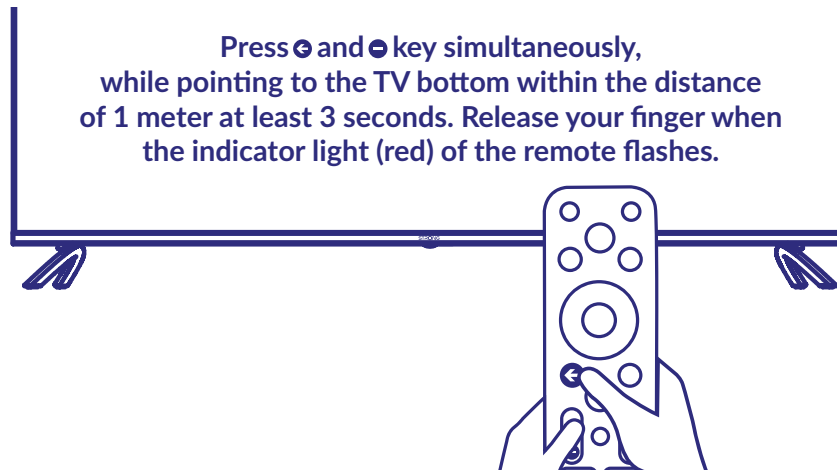 Press and key simultaneously,
while pointing to the TV bottom within the distance
of 1 meter at least 3 seconds. Release your finger when
the indicator light (red) of the remote flashes.
STRONG